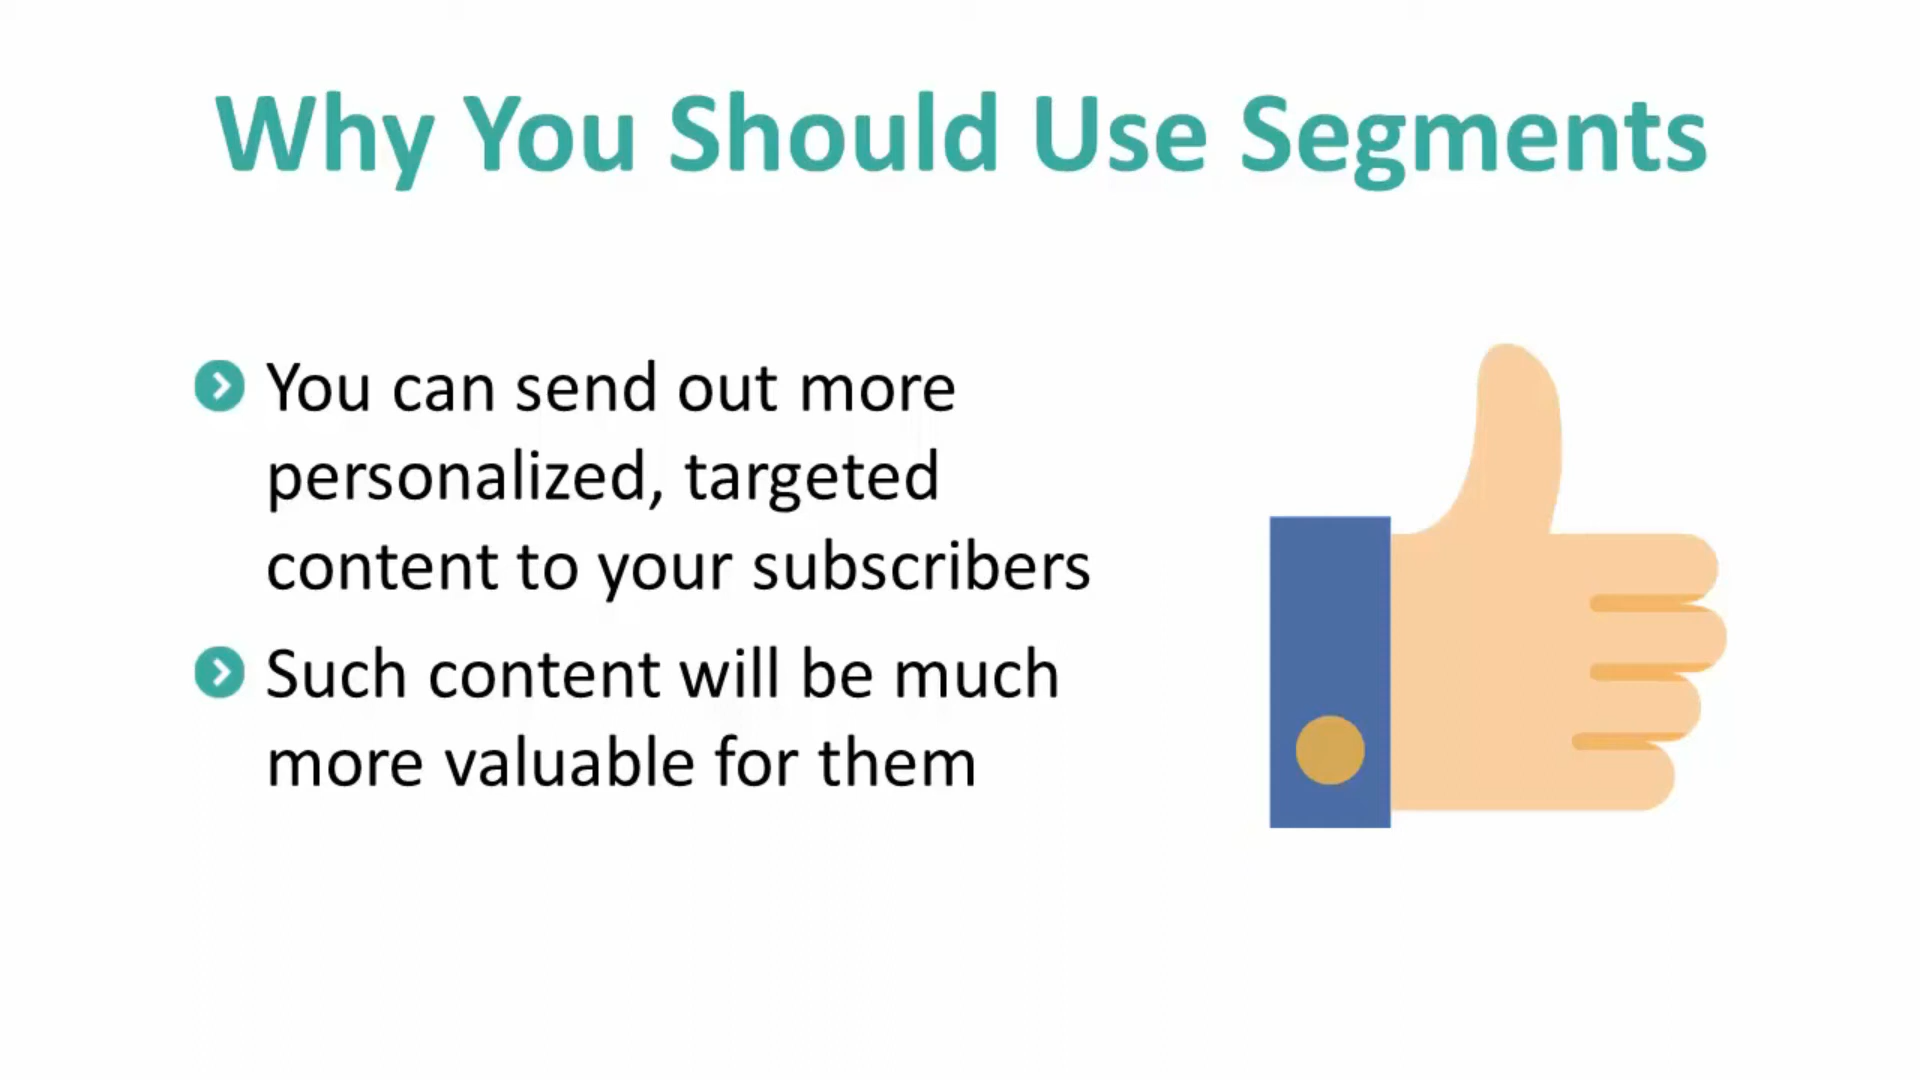 Why You Should Use Segments
You can send out more
personalized, targeted
content to your subscribers
Such content will be much
more valuable for them